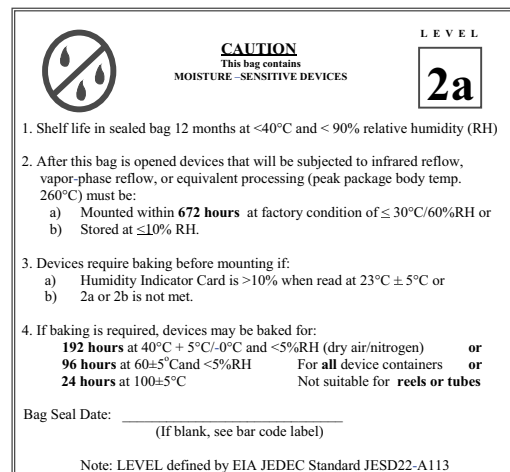 LEVEL
CAUTION
This bag contains
MOISTURE –SENSITIVE DEVICES
2a
1. Shelf life in sealed bag 12 months at <40°C and < 90% relative humidity (RH)
2. After this bag is opened devices that will be subjected to infrared reflow,
vapor-phase reflow, or equivalent processing (peak package body temp.
260°C) must be:
a) Mounted within 672 hours at factory condition of ≤ 30°C/60%RH or
b) Stored at ≤10% RH.
3. Devices require baking before mounting if:
a) Humidity Indicator Card is >10% when read at 23°C ± 5°C or
b) 2a or 2b is not met.
4. If baking is required, devices may be baked for:
192 hours at 40°C + 5°C/-0°C and <5%RH (dry air/nitrogen) or
96 hours at 60±5°Cand <5%RH For all device containers or
24 hours at 100±5°C Not suitable for reels or tubes
Bag Seal Date: ______________________________
(If blank, see bar code label)
Note: LEVEL defined by EIA JEDEC Standard JESD22-A113